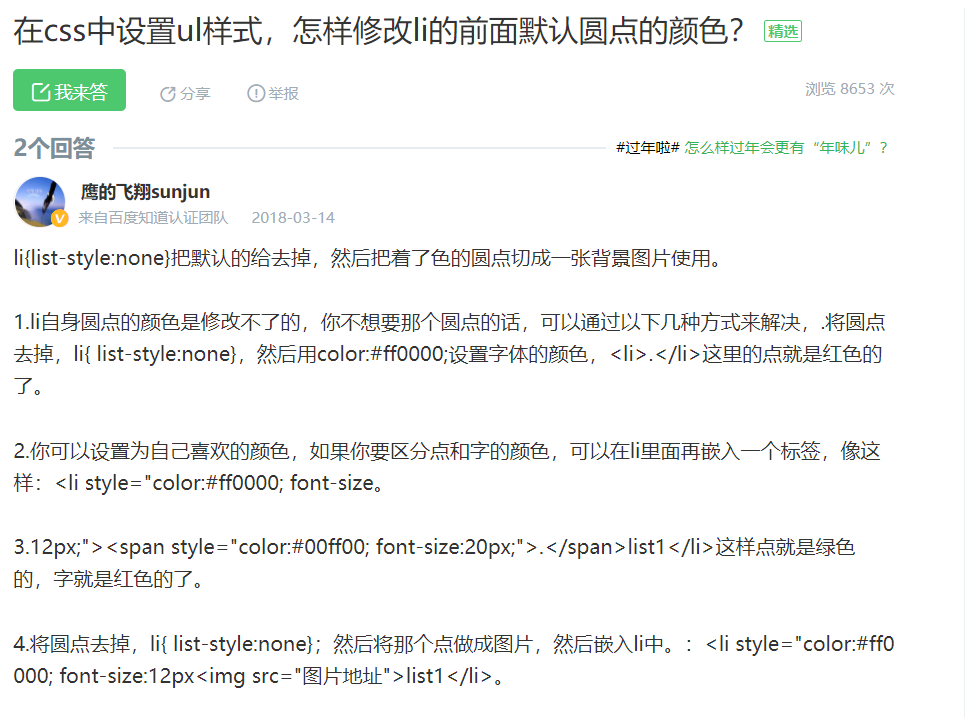 在css中设置ul样式，怎样修改li的前面默认圆点的颜色？ 精选
我来答 分享 举报 浏览 8653 次
2个回答 #过年啦# 怎么样过年会更有“年味儿”？
鹰的飞翔sunjun
来自百度知道认证团队 2018-03-14
li{list-style:none}把默认的给去掉，然后把着了色的圆点切成一张背景图片使用。
1.li自身圆点的颜色是修改不了的，你不想要那个圆点的话，可以通过以下几种方式来解决，.将圆点
去掉，li{ list-style:none}，然后用color:#ff0000;设置字体的颜色，<li>.</li>这里的点就是红色的
了。
2.你可以设置为自己喜欢的颜色，如果你要区分点和字的颜色，可以在li里面再嵌入一个标签，像这
样：<li style="color:#ff0000; font-size。
3.12px;"><span style="color:#00ff00; font-size:20px;">.</span>list1</li>这样点就是绿色
的，字就是红色的了。
4.将圆点去掉，li{ list-style:none}；然后将那个点做成图片，然后嵌入li中。：<li style="color:#ff0
000; font-size:12px<img src="图片地址">list1</li>。